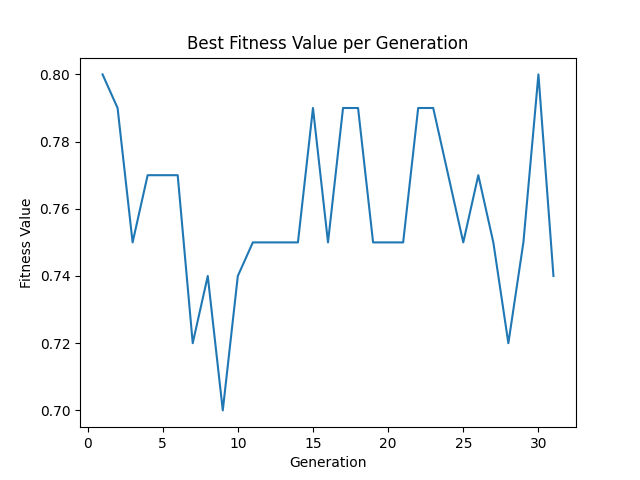 Best Fitness Value per Generation
0.80
0.78
0.76
0.74
0.72
0.70
Fitness Value
0 5 10 15 20 25 30
Generation